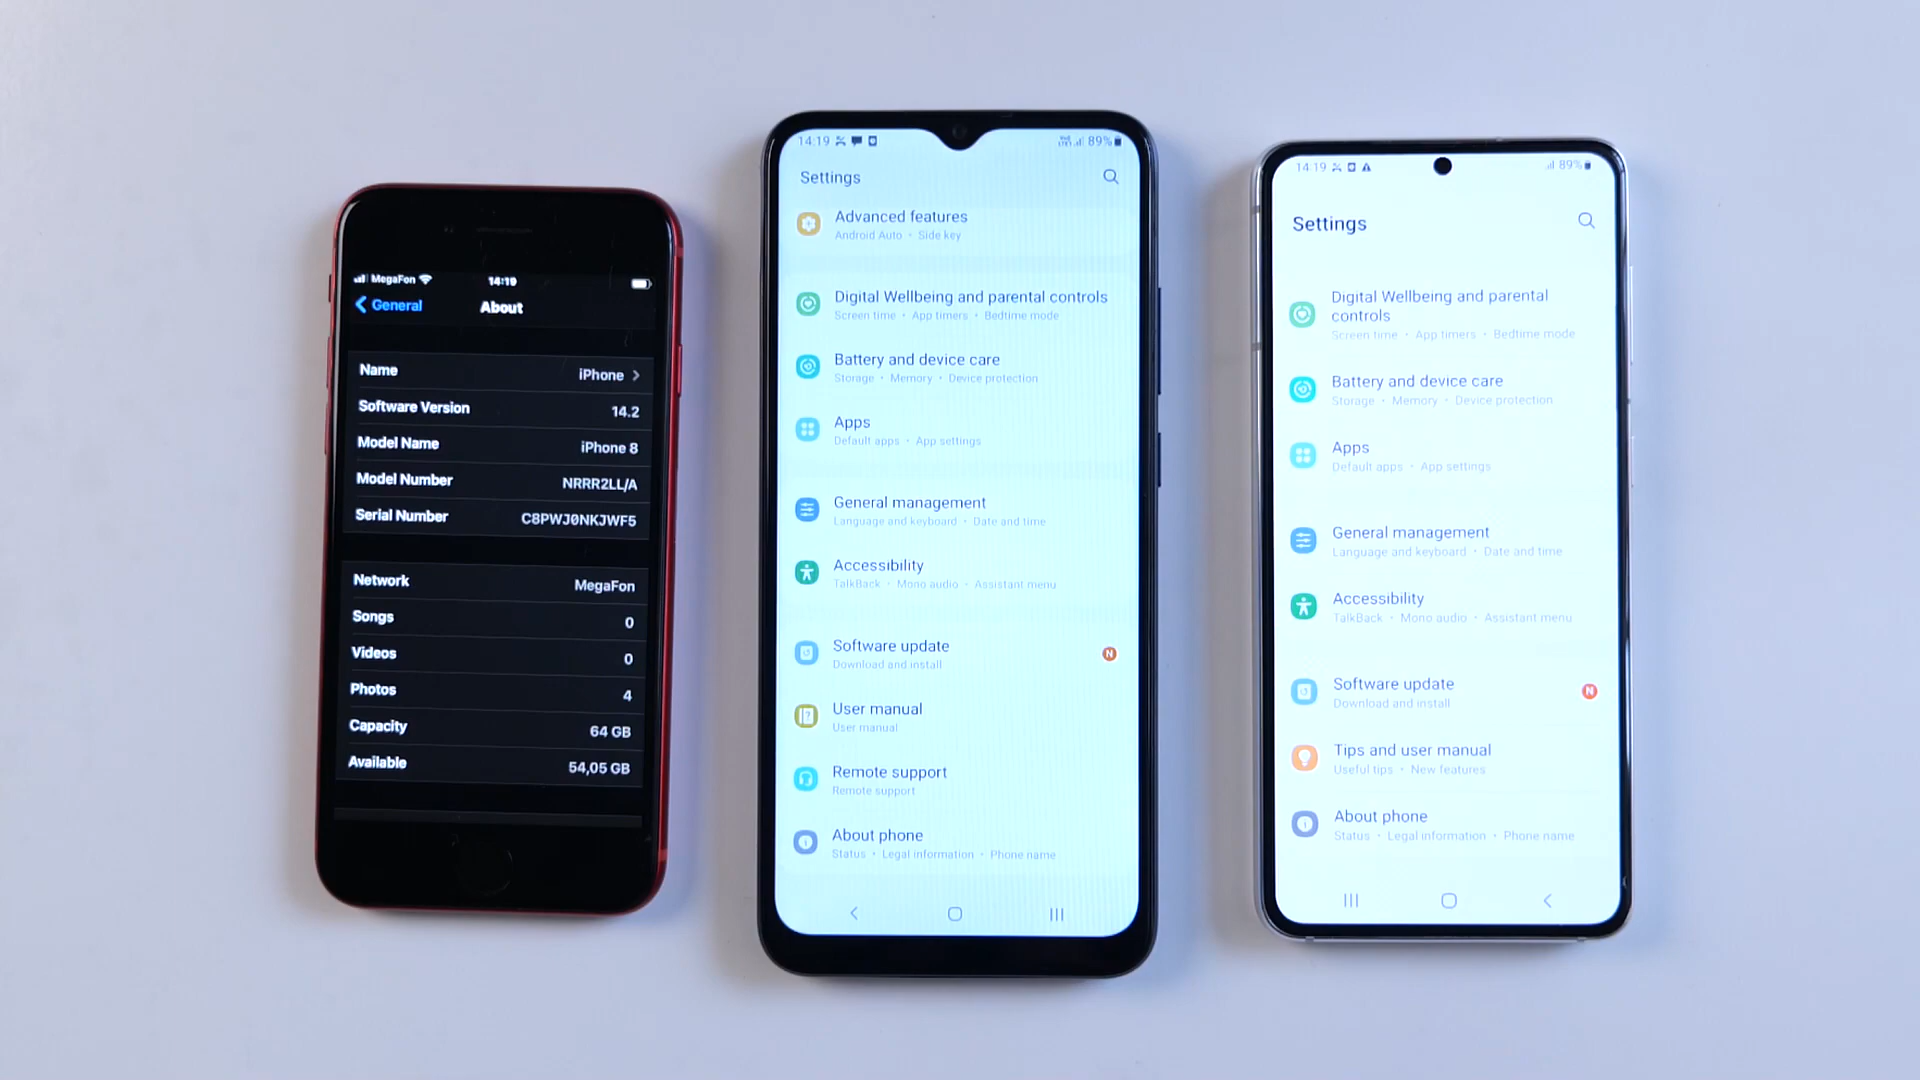 MegaFon
14:19
General
About
Name
iPhone
Software Version
14.2
Model Name
iPhone 8
Model Number
NRRR2LL/A
Serial Number
C8PWJ0NKJWF5
Network
MegaFon
Songs
0
Videos
0
Photos
4
Capacity
64 GB
Available
54,05 GB
14:19
89%
Settings
Advanced features
Android Auto • Side key
Digital Wellbeing and parental controls
Screen time • App timers • Bedtime mode
Battery and device care
Storage • Memory • Device protection
Apps
Default apps • App settings
General management
Language and keyboard • Date and time
Accessibility
TalkBack • Mono audio • Assistant menu
Software update
Download and install
N
User manual
User manual
Remote support
Remote support
About phone
Status • Legal information • Phone name
14:19
89%
Settings
Digital Wellbeing and parental
controls
Screen time • App timers • Bedtime mode
Battery and device care
Storage • Memory • Device protection
Apps
Default apps • App settings
General management
Language and keyboard • Date and time
Accessibility
TalkBack • Mono audio • Assistant menu
Software update
Download and install
N
Tips and user manual
Useful tips • New features
About phone
Status • Legal information • Phone name